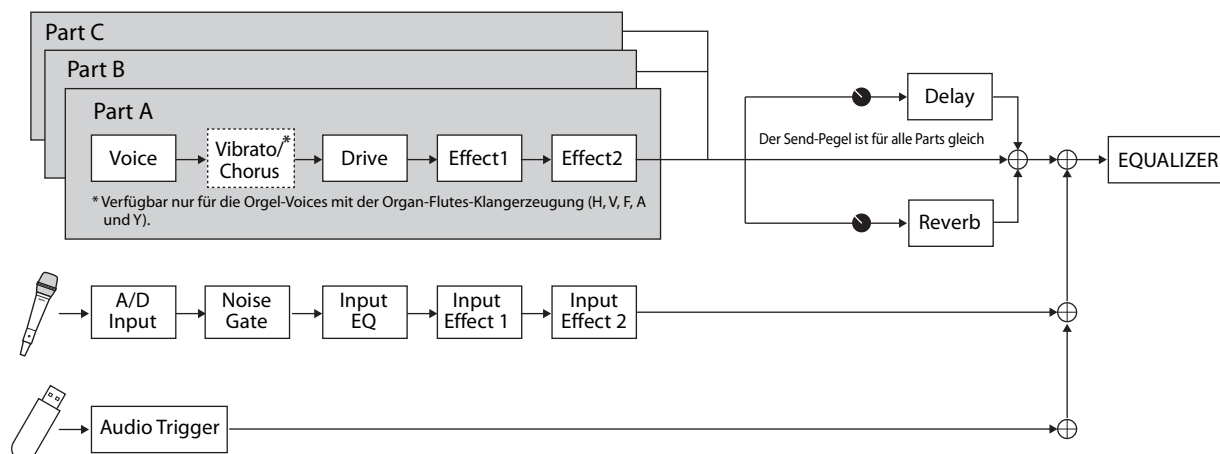 Part C
Part B
Part A
Voice
Vibrato/*
Chorus
Drive
Effect1
Effect2
* Verfügbar nur für die Orgel-Voices mit der Organ-Flutes-Klangerzeugung (H, V, F, A
und Y).
Delay
Der Send-Pegel ist für alle Parts gleich
Reverb
EQUALIZER
A/D
Input
Noise
Gate
Input
EQ
Input
Effect 1
Input
Effect 2
Audio Trigger